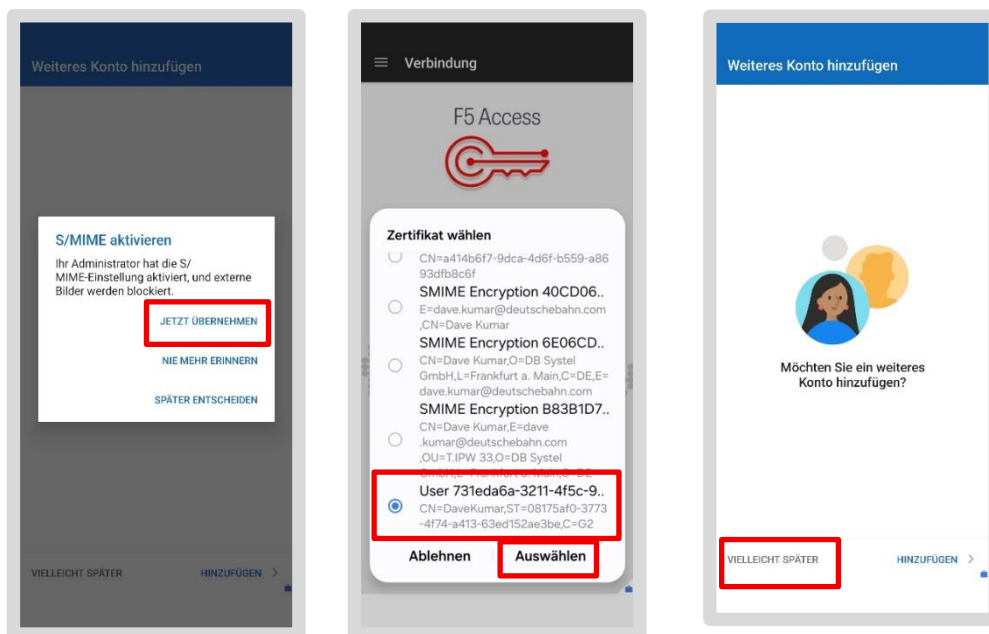 Weiteres Konto hinzufügen
S/MIME aktivieren
Ihr Administrator hat die S/
MIME-Einstellung aktiviert, und externe
Bilder werden blockiert.
JETZT ÜBERNEHMEN
NIE MEHR ERINNERN
SPÄTER ENTSCHEIDEN
VIELLEICHT SPÄTER
HINZUFÜGEN >
Verbindung
F5 Access
Zertifikat wählen
CN=a414b6f7-9dca-4d6f-b559-a86
93dfb8c6f
SMIME Encryption 40CD06..
E=dave.kumar@deutschebahn.com
,CN=Dave Kumar
SMIME Encryption 6E06CD..
CN=Dave Kumar,O=DB Systel
GmbH,L=Frankfurt a. Main,C=DE,E=
dave.kumar@deutschebahn.com
SMIME Encryption B83B1D7..
CN=Dave Kumar,E=dave
.kumar@deutschebahn.com
,OU=T.IPW 33,O=DB Systel
GmbH,L=Frankfurt a. Main,C=DE
User 731eda6a-3211-4f5c-9..
CN=DaveKumar,ST=08175af0-3773
-4f74-a413-63ed152ae3be,C=G2
Ablehnen
Auswählen
Weiteres Konto hinzufügen
Möchten Sie ein weiteres
Konto hinzufügen?
VIELLEICHT SPÄTER
HINZUFÜGEN >